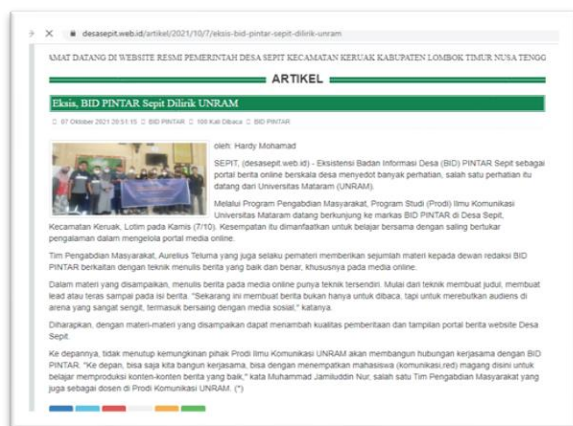 desasepit.web.id/artikel/2021/10/7/eksis-bid-pintar-sepit-dilirik-unram
AMAT DATANG DI WEBSITE RESMI PEMERINTAH DESA SEPIT KECAMATAN KERUAK KABUPATEN LOMBOK TIMUR NUSA TENGG
ARTIKEL
Eksis, BID PINTAR Sepit Dilirik UNRAM
07 Oktober 2021 20:51:15 BID PINTAR 100 Kali Dibaca BID PINTAR
oleh: Hardy Mohamad
SEPIT, (desasepit.web.id) - Eksistensi Badan Informasi Desa (BID) PINTAR Sepit sebagai
portal berita online berskala desa menyedot banyak perhatian, salah satu perhatian itu
datang dari Universitas Mataram (UNRAM).
Melalui Program Pengabdian Masyarakat, Program Studi (Prodi) Ilmu Komunikasi
Universitas Mataram datang berkunjung ke markas BID PINTAR di Desa Sepit,
Kecamatan Keruak, Lotim pada Kamis (7/10). Kesempatan itu dimanfaatkan untuk belajar bersama dengan saling bertukar
pengalaman dalam mengelola portal media online.
Tim Pengabdian Masyarakat, Aurelius Teluma yang juga selaku pemateri memberikan sejumlah materi kepada dewan redaksi BID
PINTAR berkaitan dengan teknik menulis berita yang baik dan benar, khususnya pada media online.
Dalam materi yang disampaikan, menulis berita pada media online punya teknik tersendiri. Mulai dari teknik membuat judul, membuat
lead atau teras sampai pada isi berita. "Sekarang ini membuat berita bukan hanya untuk dibaca, tapi untuk merebutkan audiens di
arena yang sangat sengit, termasuk bersaing dengan media sosial," katanya.
Diharapkan, dengan materi-materi yang disampaikan dapat menambah kualitas pemberitaan dan tampilan portal berita website Desa
Sepit.
Ke depannya, tidak menutup kemungkinan pihak Prodi Ilmu Komunikasi UNRAM akan membangun hubungan kerjasama dengan BID
PINTAR. "Ke depan, bisa saja kita bangun kerjasama, bisa dengan menempatkan mahasiswa (komunikasi,red) magang disini untuk
belajar memproduksi konten-konten berita yang baik," kata Muhammad Jamiluddin Nur, salah satu Tim Pengabdian Masyarakat yang
juga sebagai dosen di Prodi Komunikasi UNRAM. (*)